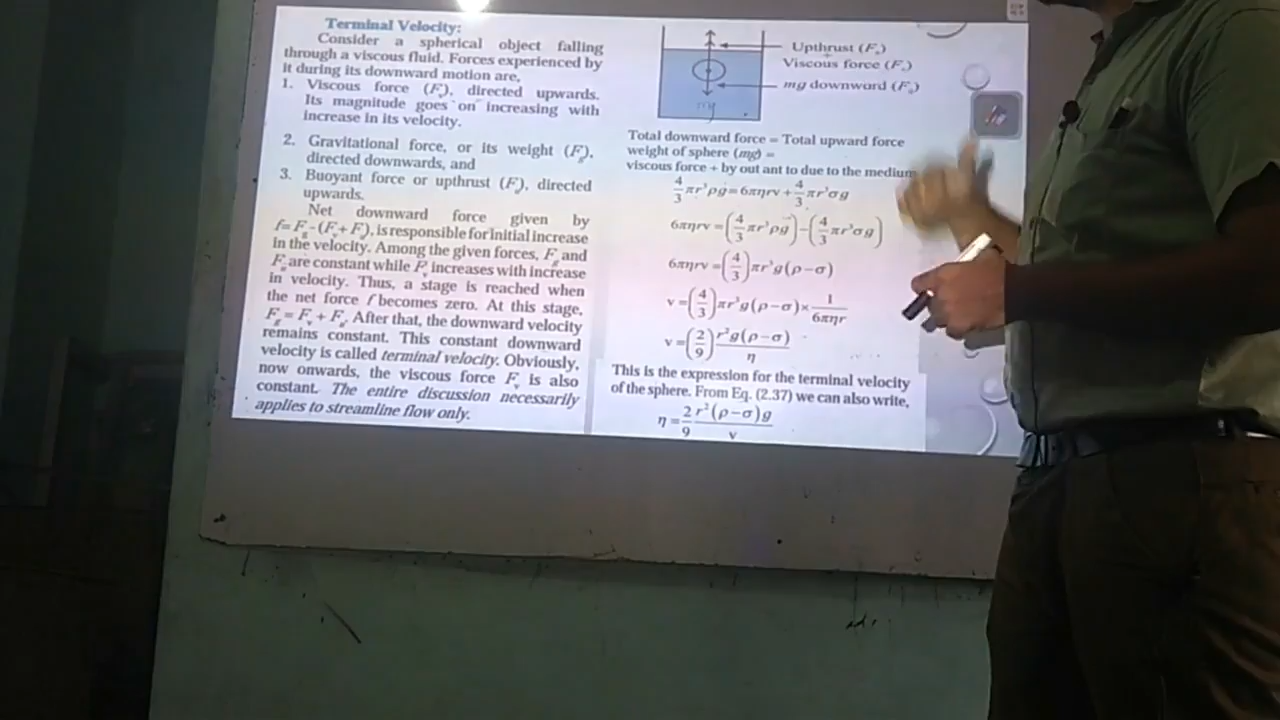 Terminal Velocity:
Consider a spherical object falling
through a viscous fluid. Forces experienced by
it during its downward motion are,
1. Viscous force (Fᵥ), directed upwards.
Its magnitude goes on increasing with
increase in its velocity.
2. Gravitational force, or its weight (F_g),
directed downwards, and
3. Buoyant force or upthrust (Fᵤ), directed
upwards.
Net downward force given by
f = F_g - (Fᵥ + Fᵤ), is responsible for initial increase
in the velocity. Among the given forces, F_g and
Fᵤ are constant while Fᵥ increases with increase
in velocity. Thus, a stage is reached when
the net force f becomes zero. At this stage,
F_g = Fᵥ + Fᵤ. After that, the downward velocity
remains constant. This constant downward
velocity is called terminal velocity. Obviously,
now onwards, the viscous force Fᵥ is also
constant. The entire discussion necessarily
applies to streamline flow only.
Upthrust (Fᵤ)
+
Viscous force (Fᵥ)
mg downward (F_g)
mg
Total downward force = Total upward force
weight of sphere (mg) =
viscous force + by out ant to due to the medium
4/3 πr³ρg = 6πηrv + 4/3 πr³σg
6πηrv = (4/3 πr³ρg) − (4/3 πr³σg)
6πηrv = (4/3) πr³g(ρ−σ)
v = (4/3) πr³g(ρ−σ) × 1/6πηr
v = (2/9) r²g(ρ−σ)/η
This is the expression for the terminal velocity
of the sphere. From Eq. (2.37) we can also write,
η = 2/9 r²(ρ−σ)g/v